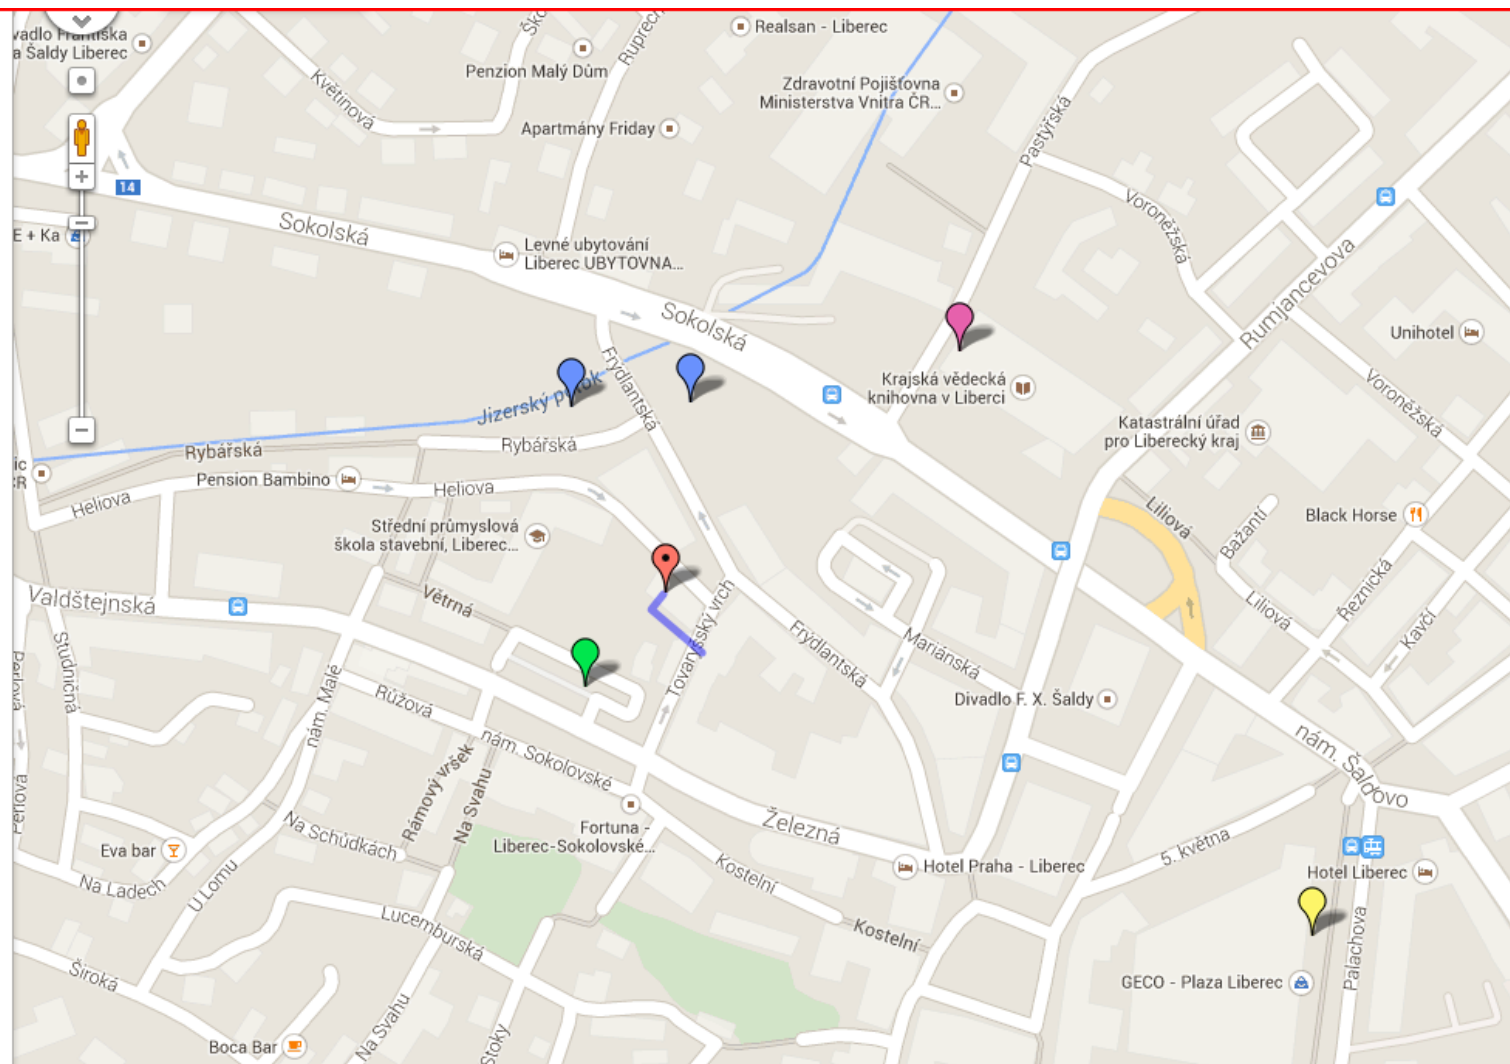 Realsan - Liberec
a Šaldy Liberec
Penzion Malý Dům
Květinová
Zdravotní Pojišťovna
Ministerstva Vnitra ČR...
Apartmány Friday
Pastýřská
14
Sokolská
Voroněžská
E + Ka
Levné ubytování
Liberec UBYTOVNA...
Rumjancevova
Sokolská
Unihotel
Frýdlantská
Krajská vědecká
knihovna v Liberci
Voroněžská
Jizerský potok
Katastrální úřad
pro Liberecký kraj
Rybářská
Rybářská
Pension Bambino
Heliova
Heliova
Liliová
Bažantí
Black Horse
Střední průmyslová
škola stavební, Liberec...
Valdštejnská
Větrná
Řeznická
Liliová
Kavčí
Tovaryšský vrch
Frýdlantská
Mariánská
Studničná
nám. Malé
Růžová
Divadlo F. X. Šaldy
nám. Sokolovské
nám. Šaldovo
Perlová
Rámový vršek
Na Svahu
Na Schůdkách
Fortuna -
Liberec-Sokolovské...
Železná
Eva bar
5. května
Kostelní
Hotel Praha - Liberec
Hotel Liberec
Na Ladech
U Lomu
Lucemburská
Kostelní
Palachova
Široká
GECO - Plaza Liberec
Na Svahu
Stoky
Boca Bar